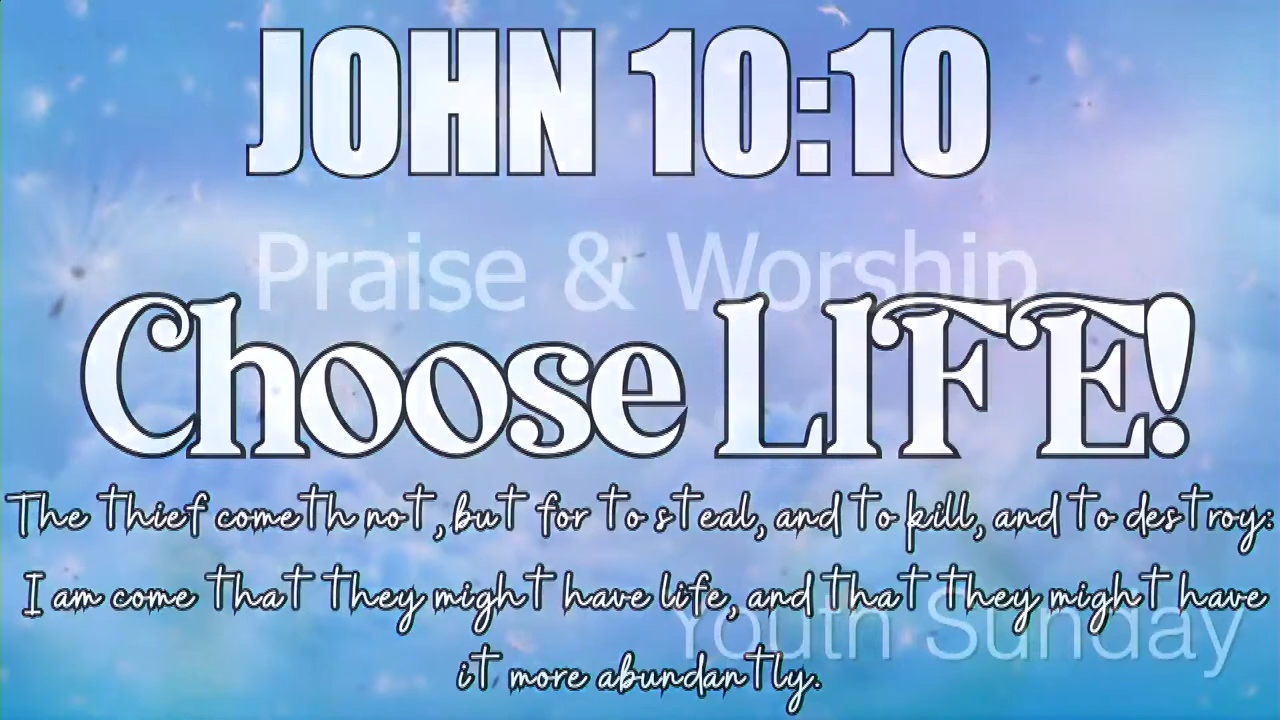 JOHN 10:10
Praise & Worship
Choose LIFE!
The thief cometh not, but for to steal, and to kill, and to destroy:
I am come that they might have life, and that they might have
Youth Sunday
it more abundantly.